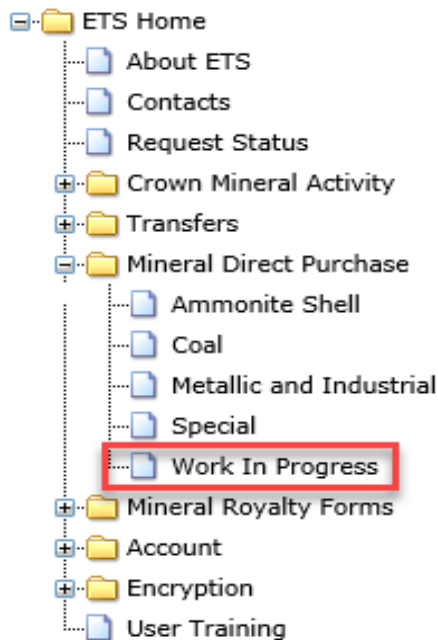 ETS Home
About ETS
Contacts
Request Status
Crown Mineral Activity
Transfers
Mineral Direct Purchase
Ammonite Shell
Coal
Metallic and Industrial
Special
Work In Progress
Mineral Royalty Forms
Account
Encryption
User Training